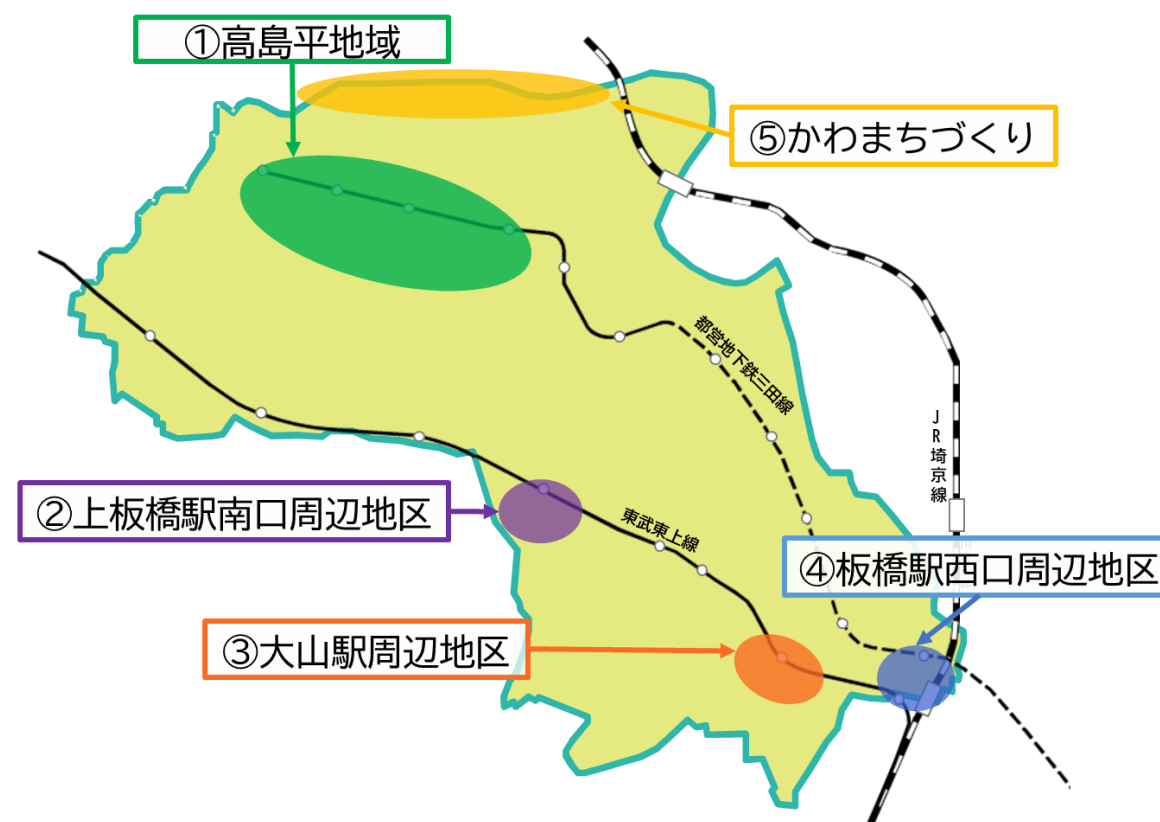 ①高島平地域
⑤かわまちづくり
都営地下鉄三田線
JR埼京線
②上板橋駅南口周辺地区
東武東上線
④板橋駅西口周辺地区
③大山駅周辺地区